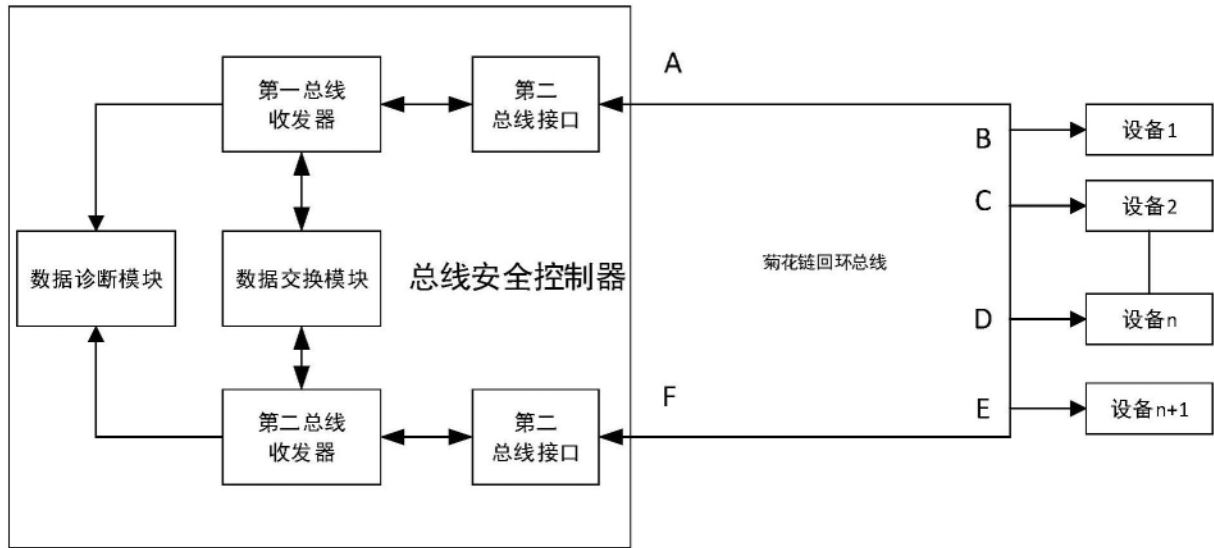 A
第一总线
收发器
第二
总线接口
B
设备1
C
设备2
数据诊断模块
数据交换模块
总线安全控制器
菊花链回环总线
D
设备n
F
E
设备n+1
第二总线
收发器
第二
总线接口